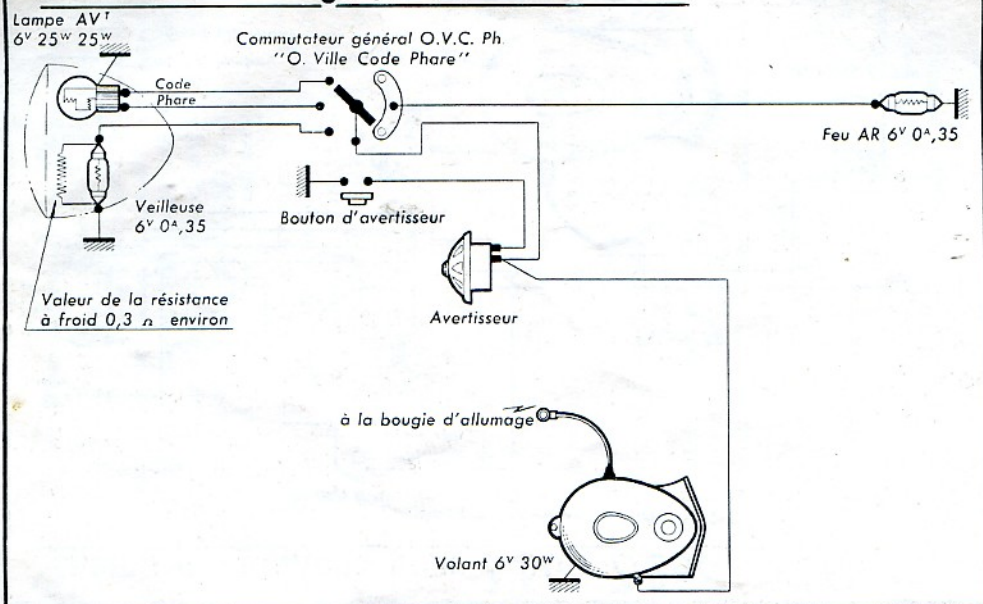 Lampe AVᵀ
6ⱽ 25ᵂ 25ᵂ
Commutateur général O.V.C. Ph.
"O. Ville Code Phare"
Code
Phare
Feu AR 6ⱽ 0ᴬ,35
Bouton d'avertisseur
Veilleuse
6ⱽ 0ᴬ,35
Valeur de la résistance
à froid 0,3 Ω environ
Avertisseur
à la bougie d'allumage
Volant 6ⱽ 30ᵂ